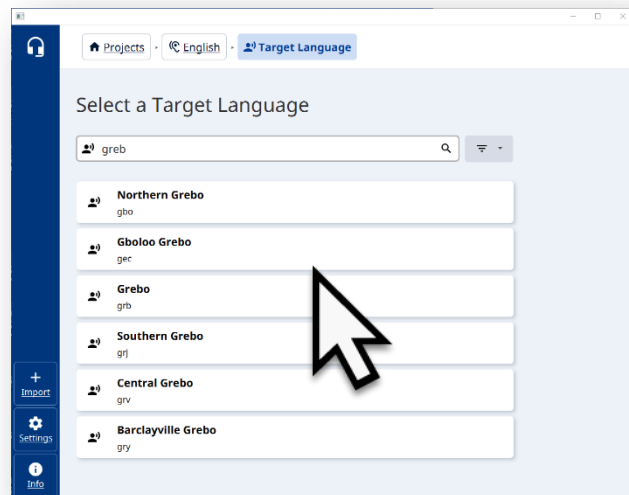 Projects English Target Language
Select a Target Language
greb
Northern Grebo
gbo
Gboloo Grebo
gec
Grebo
grb
Southern Grebo
grj
Central Grebo
grv
Barclayville Grebo
gry
Import
Settings
Info